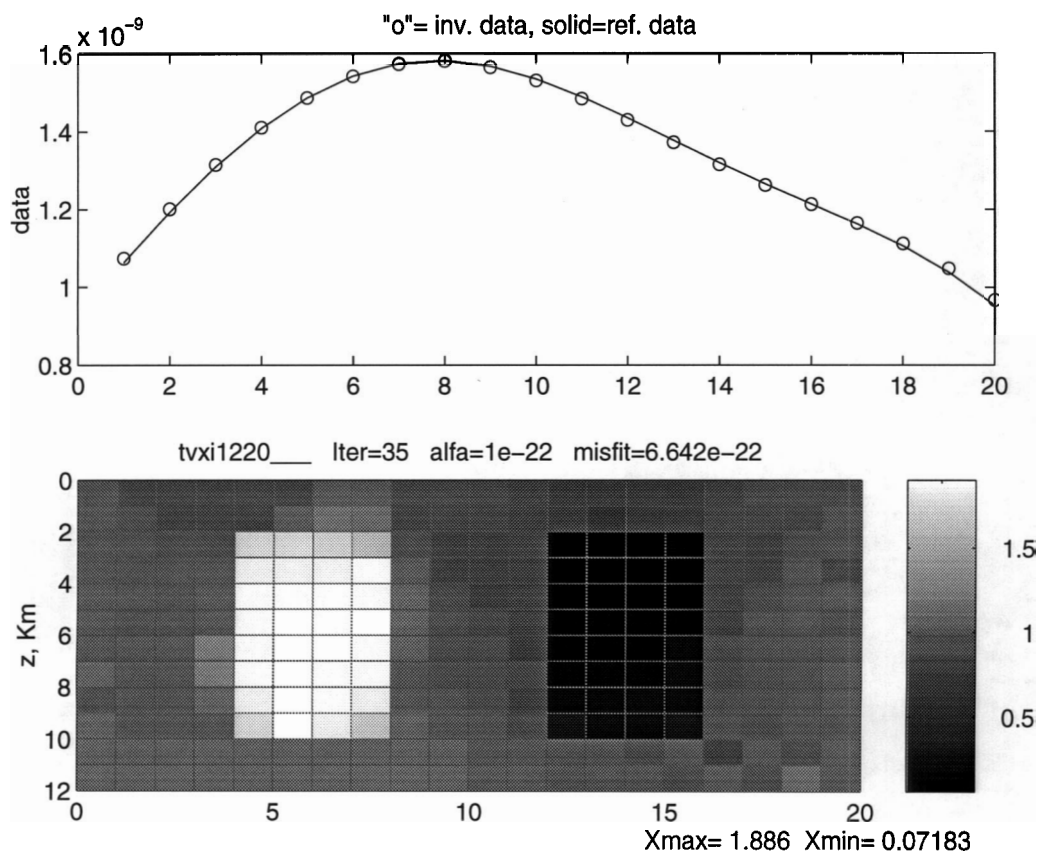 "o"= inv. data, solid=ref. data
x 10⁻⁹
1.6
1.4
1.2
1
0.8
data
0 2 4 6 8 10 12 14 16 18 20
tvxi1220___ Iter=35 alfa=1e−22 misfit=6.642e−22
0
2
4
6
8
10
12
z, Km
0 5 10 15 20
1.5
1
0.5
Xmax= 1.886 Xmin= 0.07183